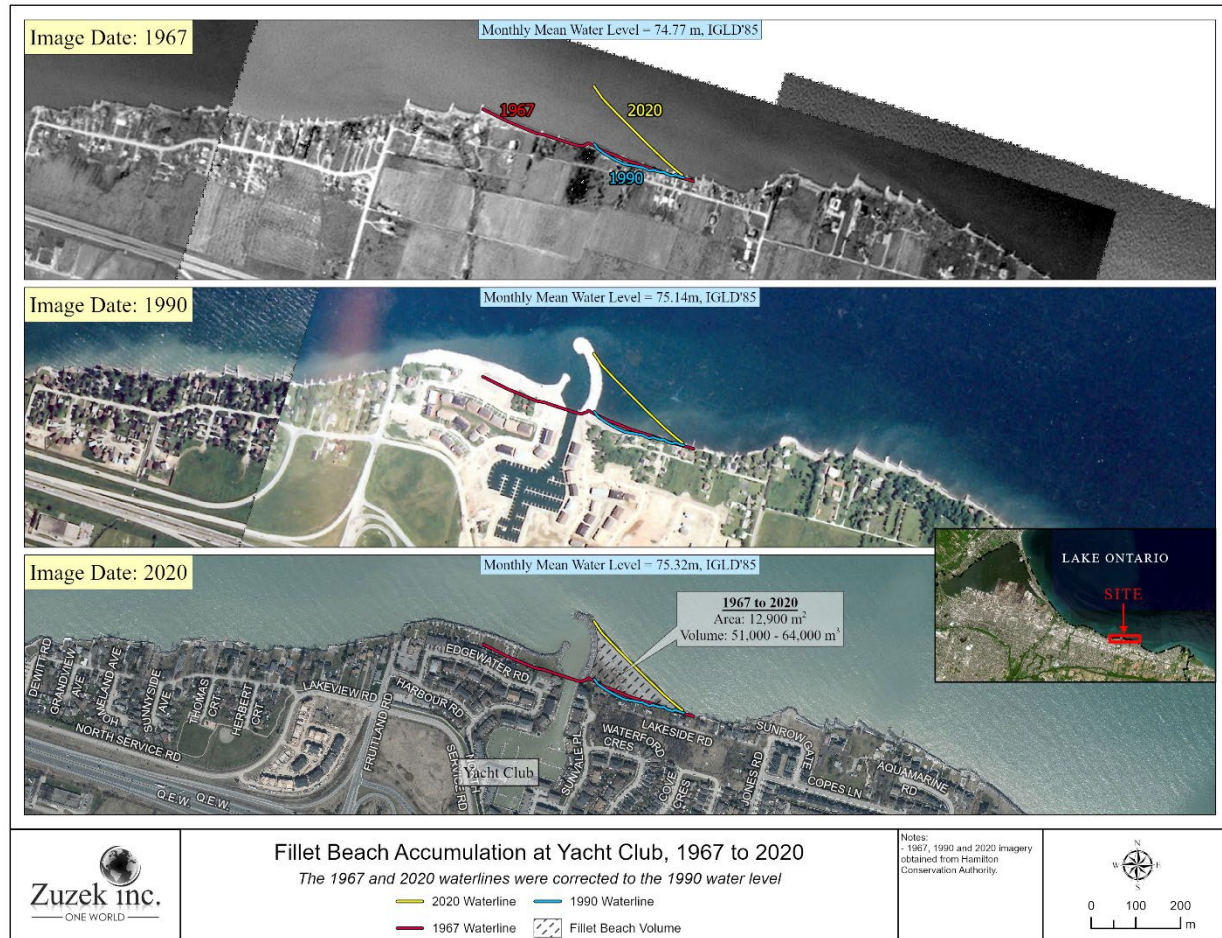 Image Date: 1967
Monthly Mean Water Level = 74.77 m, IGLD'85
1967
2020
1990
Image Date: 1990
Monthly Mean Water Level = 75.14m, IGLD'85
Image Date: 2020
Monthly Mean Water Level = 75.32m, IGLD'85
1967 to 2020
Area: 12,900 m²
Volume: 51,000 - 64,000 m³
LAKE ONTARIO
SITE
DEWITT RD
GRANDVIEW AVE
NELAND AVE
SUNNYSIDE AVE
THOMAS CRT
HERBERT CRT
LAKEVIEW RD
NORTH SERVICE RD
Q.E.W
Q.E.W
FRUITLAND RD
HARBOUR RD
EDGEWATER RD
NORTH SERVICE RD
Yacht Club
SUNVALE PL
WATERFORD CRES
LAKESIDE RD
COVE CRES
JONES RD
SUNROW GATE
COPES LN
AQUAMARINE RD
Zuzek inc.
ONE WORLD
Fillet Beach Accumulation at Yacht Club, 1967 to 2020
The 1967 and 2020 waterlines were corrected to the 1990 water level
2020 Waterline
1990 Waterline
1967 Waterline
Fillet Beach Volume
Notes:
- 1967, 1990 and 2020 imagery
obtained from Hamilton
Conservation Authority.
N
W
E
S
0 100 200
m